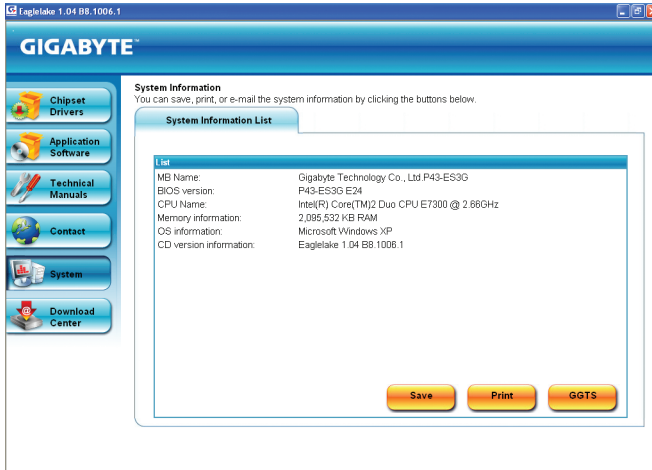 Eaglelake 1.04 B8.1006.1
GIGABYTE™
Chipset
Drivers
Application
Software
Technical
Manuals
Contact
System
Download
Center
System Information
You can save, print, or e-mail the system information by clicking the buttons below.
System Information List
List
MB Name: Gigabyte Technology Co., Ltd.P43-ES3G
BIOS version: P43-ES3G E24
CPU Name: Intel(R) Core(TM)2 Duo CPU E7300 @ 2.66GHz
Memory information: 2,095,532 KB RAM
OS information: Microsoft Windows XP
CD version information: Eaglelake 1.04 B8.1006.1
Save Print GGTS